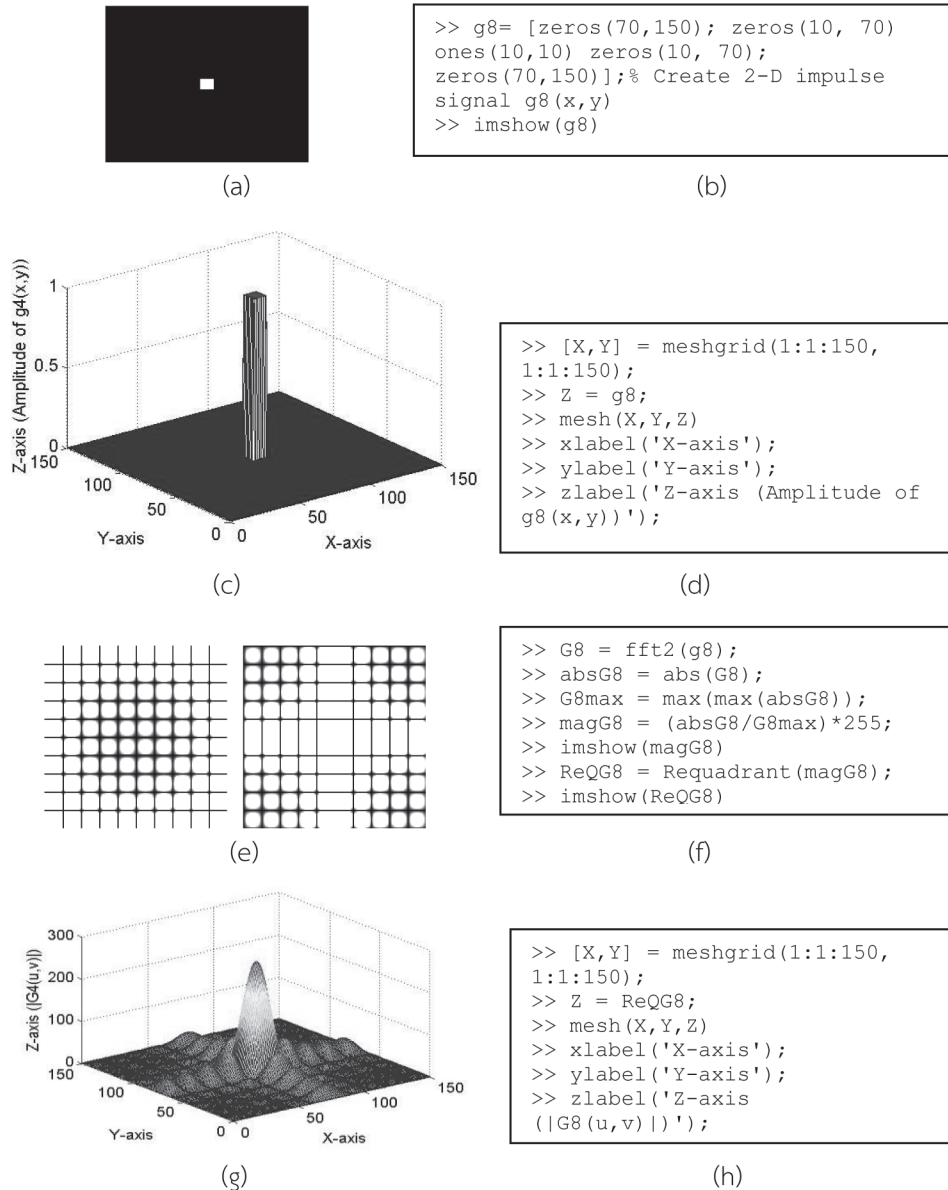 (a)
>> g8= [zeros(70,150); zeros(10, 70)
ones(10,10) zeros(10, 70);
zeros(70,150)];% Create 2-D impulse
signal g8(x,y)
>> imshow(g8)
(b)
Z-axis (Amplitude of g4(x,y))
1
0.5
0
150
100
50
0
0
50
100
150
Y-axis
X-axis
(c)
>> [X,Y] = meshgrid(1:1:150,
1:1:150);
>> Z = g8;
>> mesh(X,Y,Z)
>> xlabel('X-axis');
>> ylabel('Y-axis');
>> zlabel('Z-axis (Amplitude of
g8(x,y))');
(d)
(e)
>> G8 = fft2(g8);
>> absG8 = abs(G8);
>> G8max = max(max(absG8));
>> magG8 = (absG8/G8max)*255;
>> imshow(magG8)
>> ReQG8 = Requadrant(magG8);
>> imshow(ReQG8)
(f)
Z-axis (|G4(u,v)|)
300
200
100
0
150
100
50
0
0
50
100
150
Y-axis
X-axis
(g)
>> [X,Y] = meshgrid(1:1:150,
1:1:150);
>> Z = ReQG8;
>> mesh(X,Y,Z)
>> xlabel('X-axis');
>> ylabel('Y-axis');
>> zlabel('Z-axis
(|G8(u,v)|)');
(h)